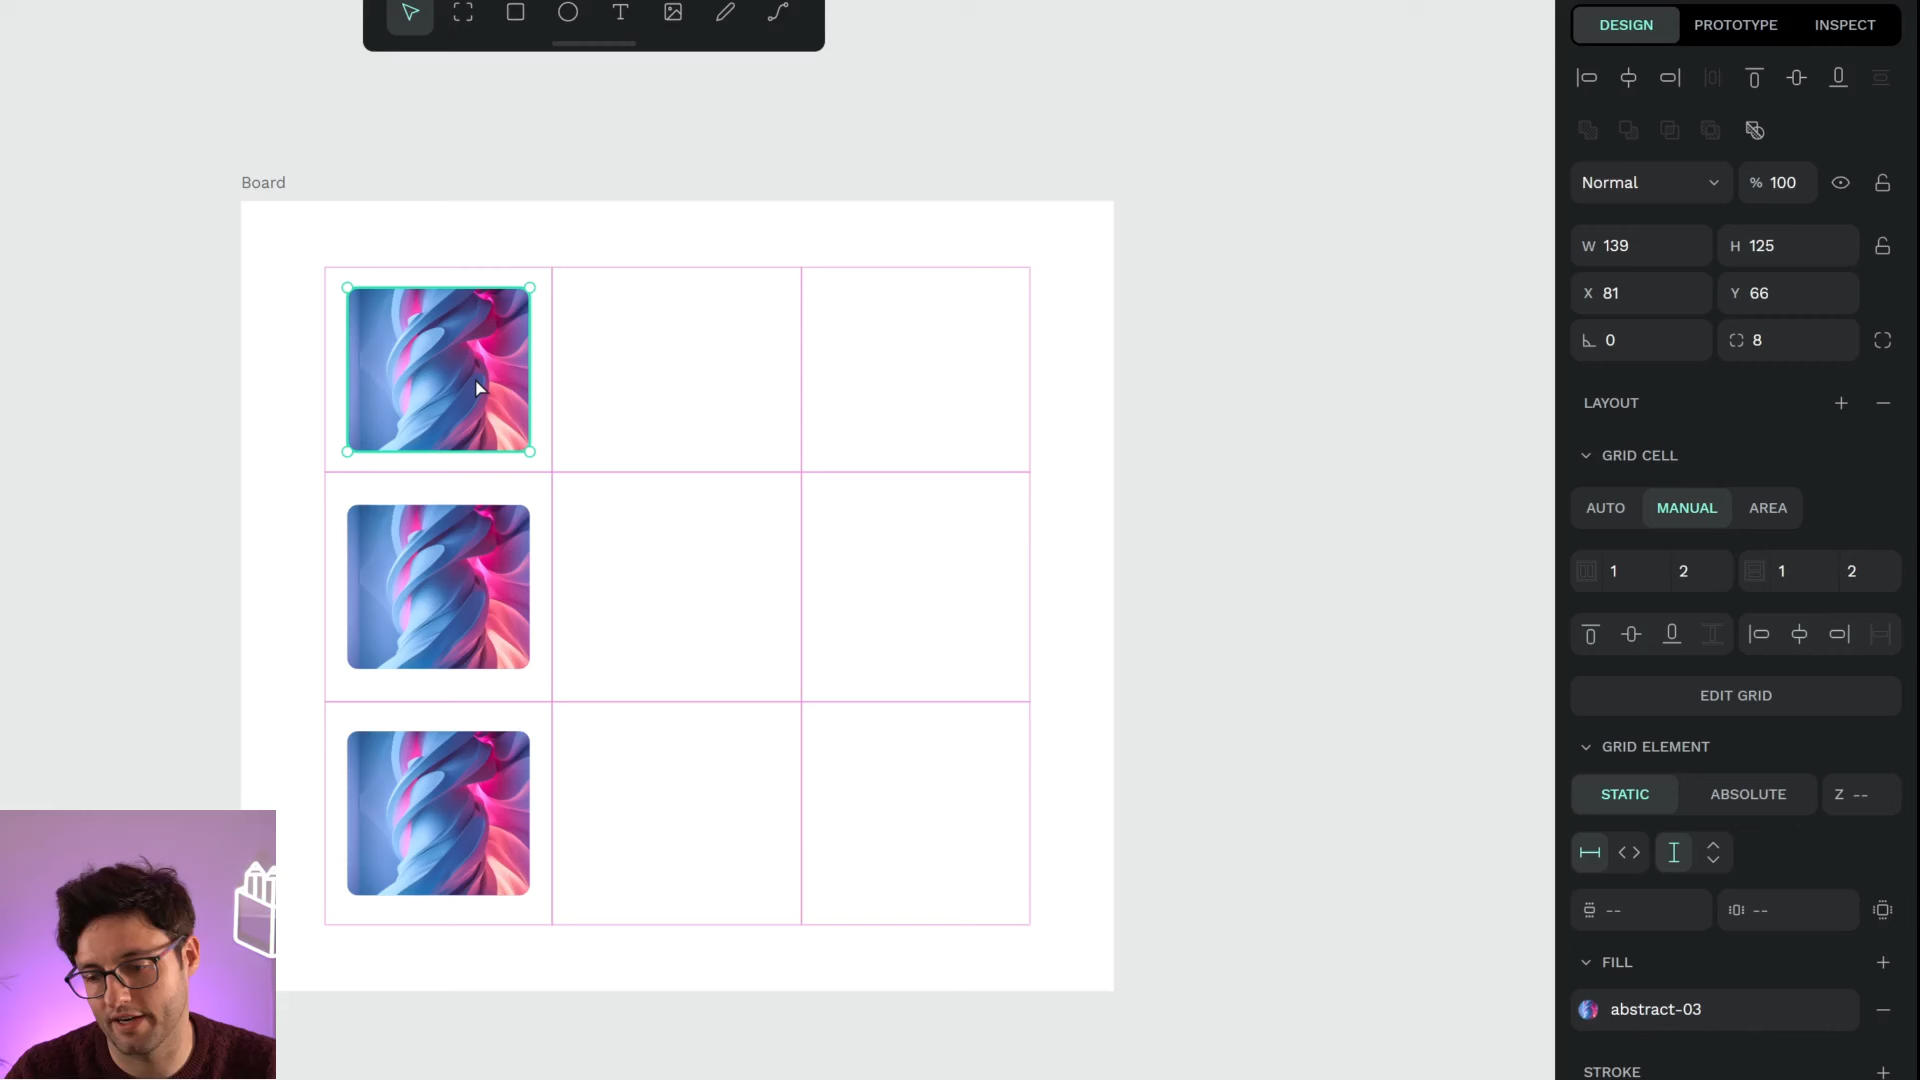 DESIGN PROTOTYPE INSPECT
Normal % 100
W 139 H 125
X 81 Y 66
0 8
LAYOUT
GRID CELL
AUTO MANUAL AREA
1 2 1 2
EDIT GRID
GRID ELEMENT
STATIC ABSOLUTE Z --
-- --
FILL
abstract-03
STROKE
Board